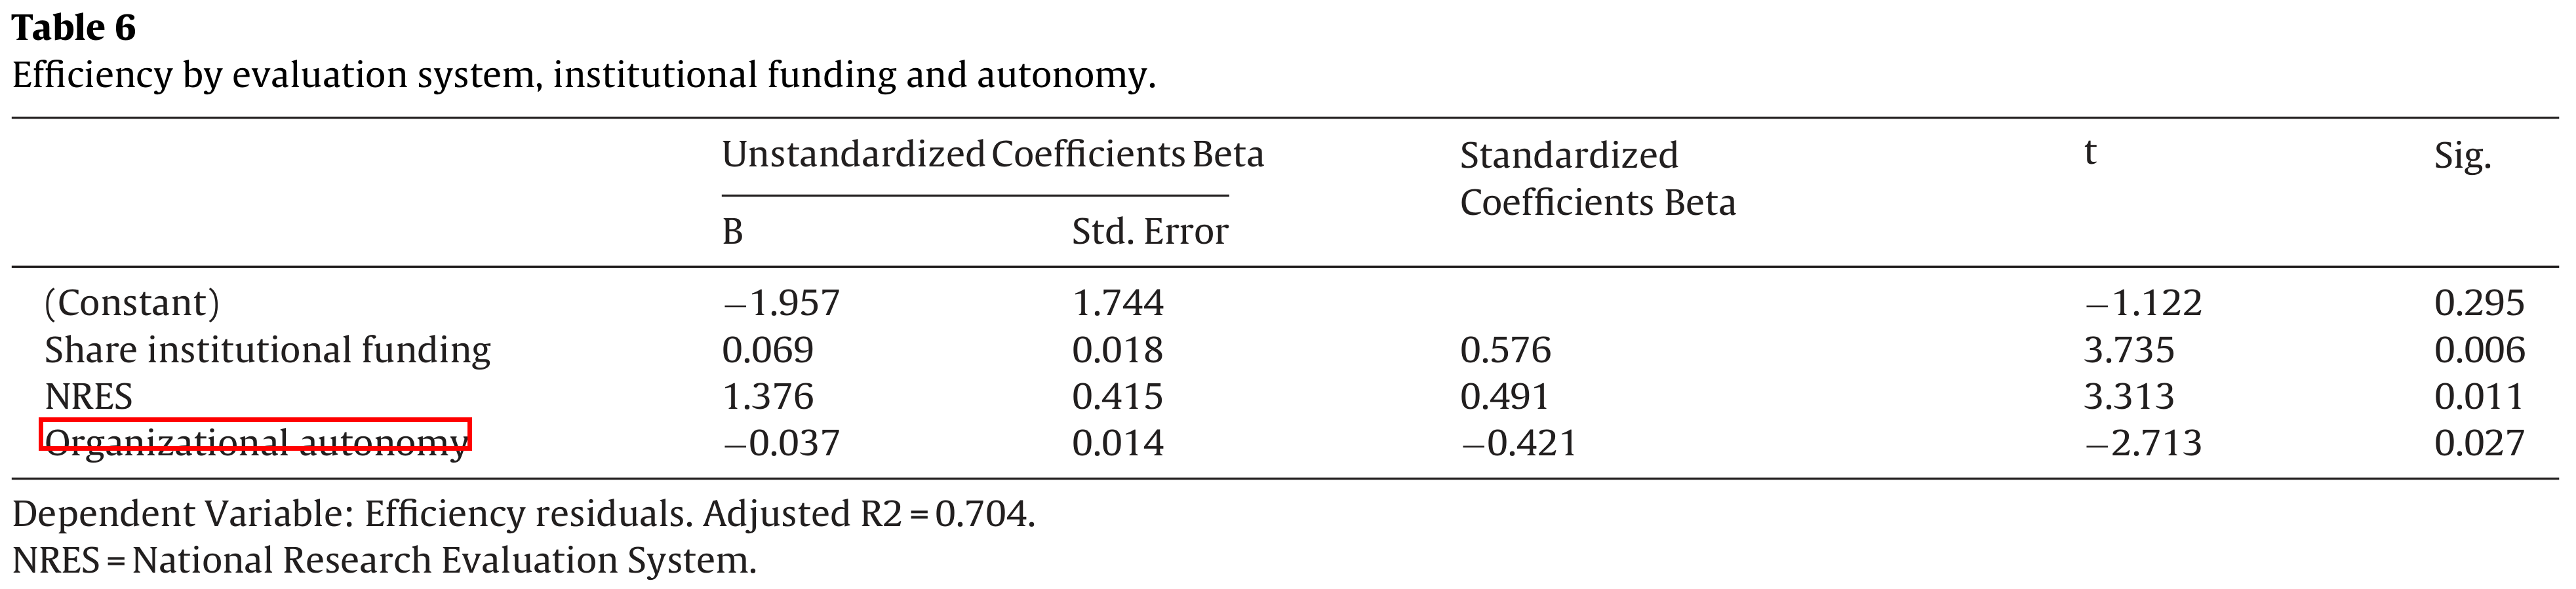 Table 6
Efficiency by evaluation system, institutional funding and autonomy.
Unstandardized Coefficients Beta Standardized Coefficients Beta t Sig.
B Std. Error
(Constant) −1.957 1.744 −1.122 0.295
Share institutional funding 0.069 0.018 0.576 3.735 0.006
NRES 1.376 0.415 0.491 3.313 0.011
Organizational autonomy −0.037 0.014 −0.421 −2.713 0.027
Dependent Variable: Efficiency residuals. Adjusted R2 = 0.704.
NRES = National Research Evaluation System.